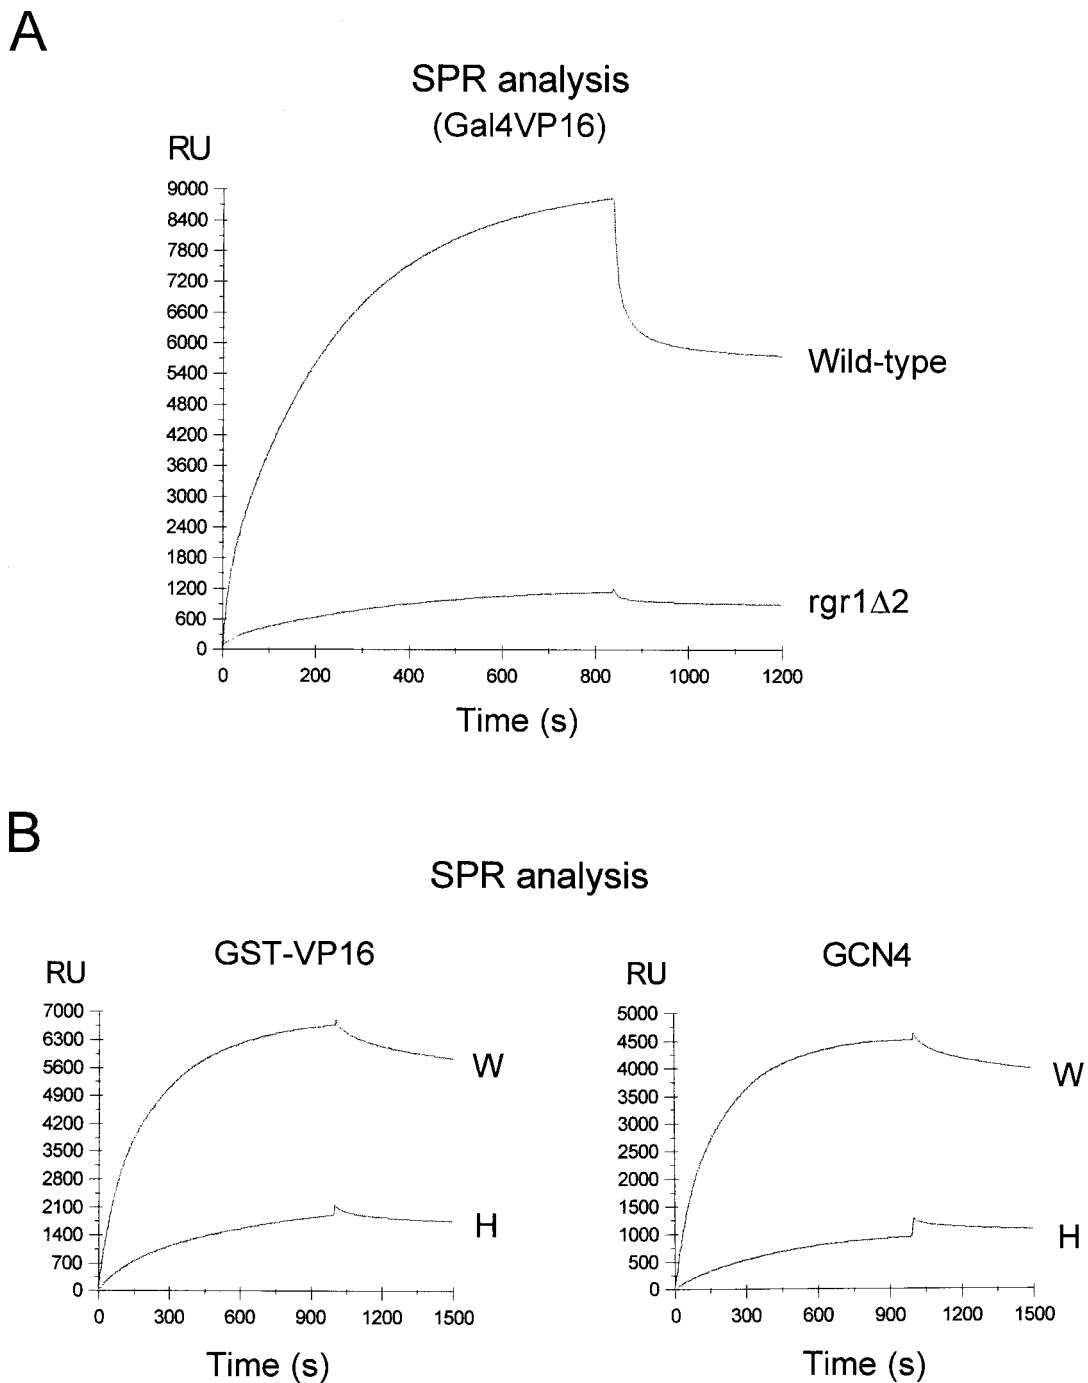 A
SPR analysis
(Gal4VP16)
RU
9000
8400
7800
7200
6600
6000
5400
4800
4200
3600
3000
2400
1800
1200
600
0
Wild-type
rgr1Δ2
0 200 400 600 800 1000 1200
Time (s)
B
SPR analysis
GST-VP16
RU
7000
6300
5600
4900
4200
3500
2800
2100
1400
700
0
W
H
0 300 600 900 1200 1500
Time (s)
GCN4
RU
5000
4500
4000
3500
3000
2500
2000
1500
1000
500
0
W
H
0 300 600 900 1200 1500
Time (s)